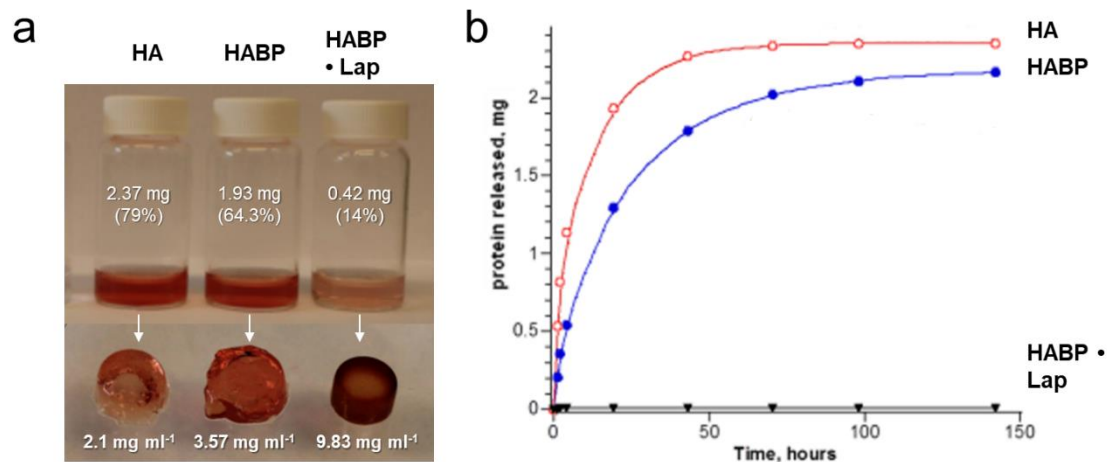 a
HA
HABP
HABP
• Lap
2.37 mg
(79%)
1.93 mg
(64.3%)
0.42 mg
(14%)
2.1 mg ml⁻¹
3.57 mg ml⁻¹
9.83 mg ml⁻¹
b
protein released, mg
2
1.5
1
0.5
0
0
50
100
150
Time, hours
HA
HABP
HABP •
Lap